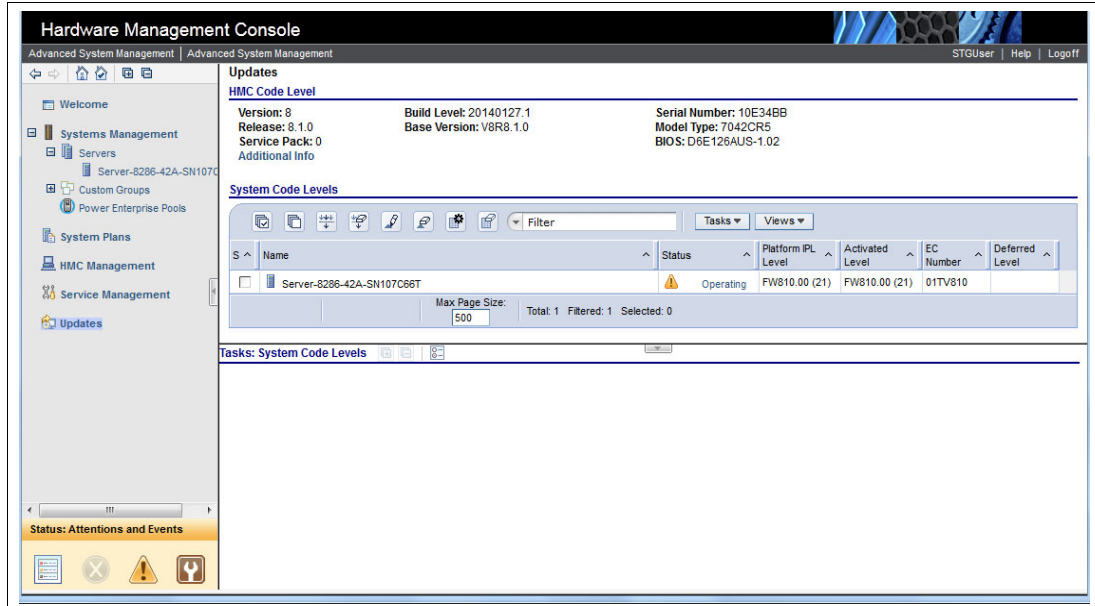 Hardware Management Console
Advanced System Management | Advanced System Management
STGUser | Help | Logoff
Welcome
Systems Management
Servers
Server-8286-42A-SN107C
Custom Groups
Power Enterprise Pools
System Plans
HMC Management
Service Management
Updates
Status: Attentions and Events
Updates
HMC Code Level
Version: 8 Build Level: 20140127.1 Serial Number: 10E34BB
Release: 8.1.0 Base Version: V8R8.1.0 Model Type: 7042CR5
Service Pack: 0 BIOS: D6E126AUS-1.02
Additional Info
System Code Levels
Filter Tasks Views
S Name Status Platform IPL Level Activated Level EC Number Deferred Level
Server-8286-42A-SN107C66T Operating FW810.00 (21) FW810.00 (21) 01TV810
Max Page Size:
500 Total: 1 Filtered: 1 Selected: 0
Tasks: System Code Levels